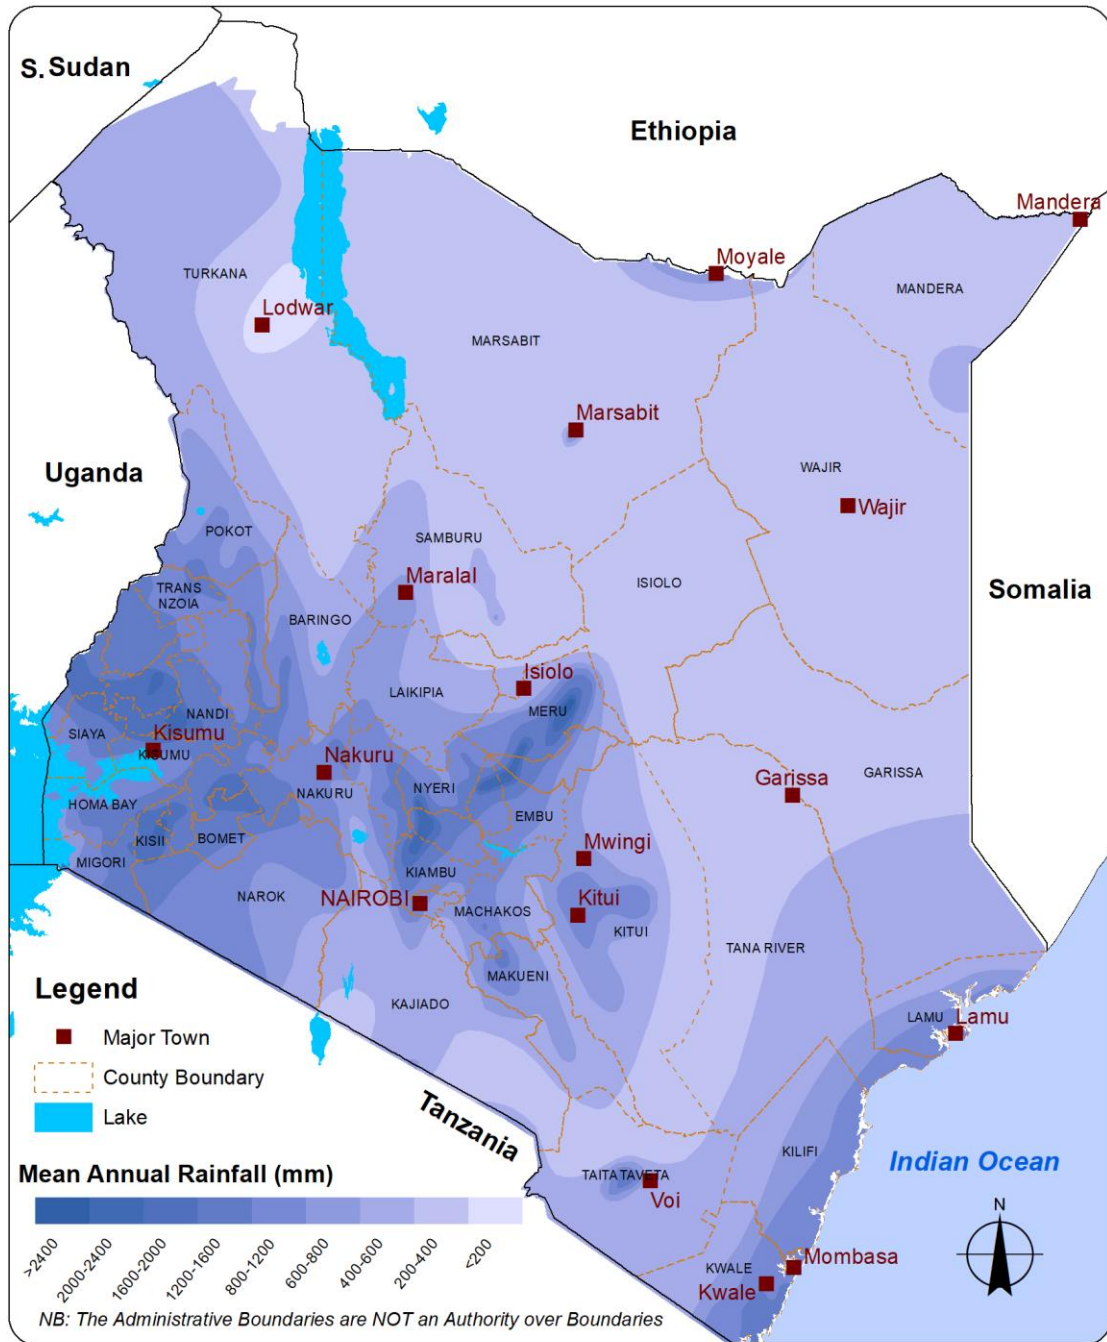 S. Sudan
Ethiopia
Mandera
Moyale
TURKANA
MANDERA
Lodwar
MARSABIT
Marsabit
Uganda
WAJIR
Wajir
POKOT
SAMBURU
ISIOLO
Maralal
TRANS
NZOIA
Somalia
BARINGO
Isiolo
LAIKIPIA
MERU
NANDI
SIAYA
Kisumu
KISUMU
Nakuru
GARISSA
Garissa
NYERI
NAKURU
HOMA BAY
EMBU
KISII
BOMET
Mwingi
MIGORI
KIAMBU
NAROK
NAIROBI
MACHAKOS
Kitui
KITUI
TANA RIVER
MAKUENI
Legend
KAJIADO
LAMU
Lamu
Major Town
County Boundary
Lake
Tanzania
KILIFI
Indian Ocean
Mean Annual Rainfall (mm)
TAITA TAVETA
Voi
N
>2400
2000-2400
1600-2000
1200-1600
800-1200
600-800
400-600
200-400
<200
Mombasa
KWALE
Kwale
NB: The Administrative Boundaries are NOT an Authority over Boundaries